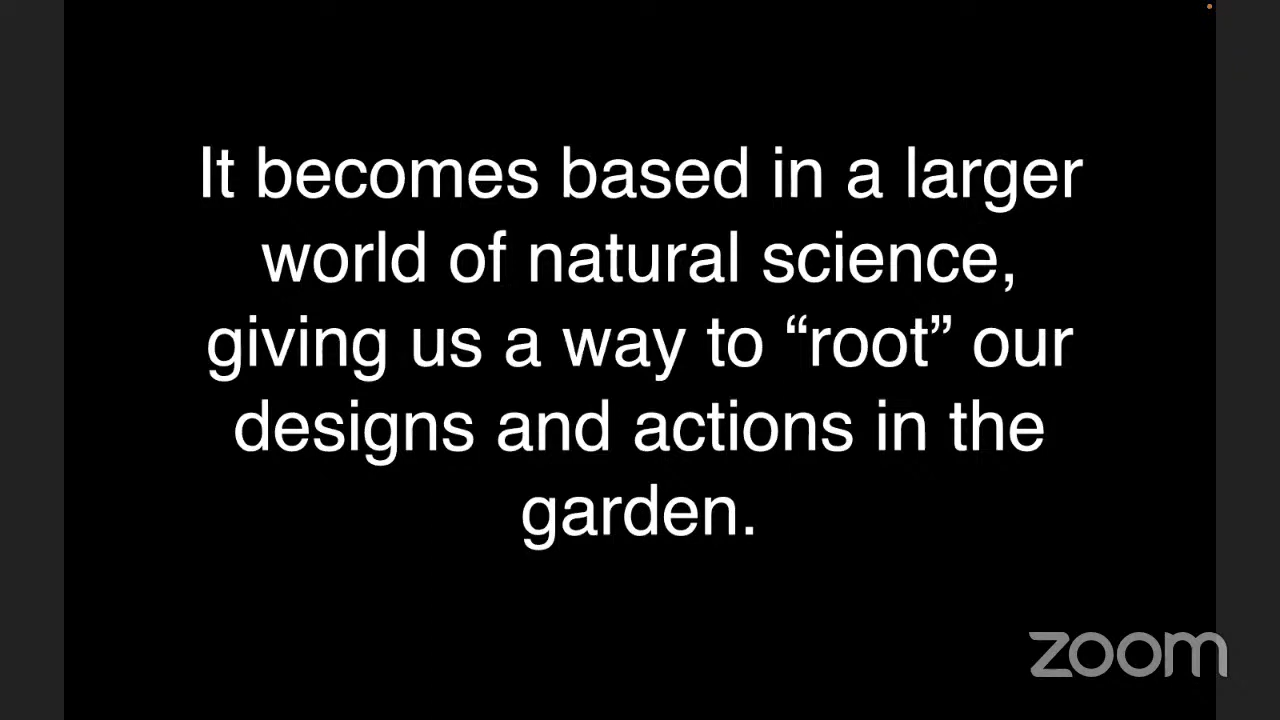 It becomes based in a larger
world of natural science,
giving us a way to “root” our
designs and actions in the
garden.
zoom